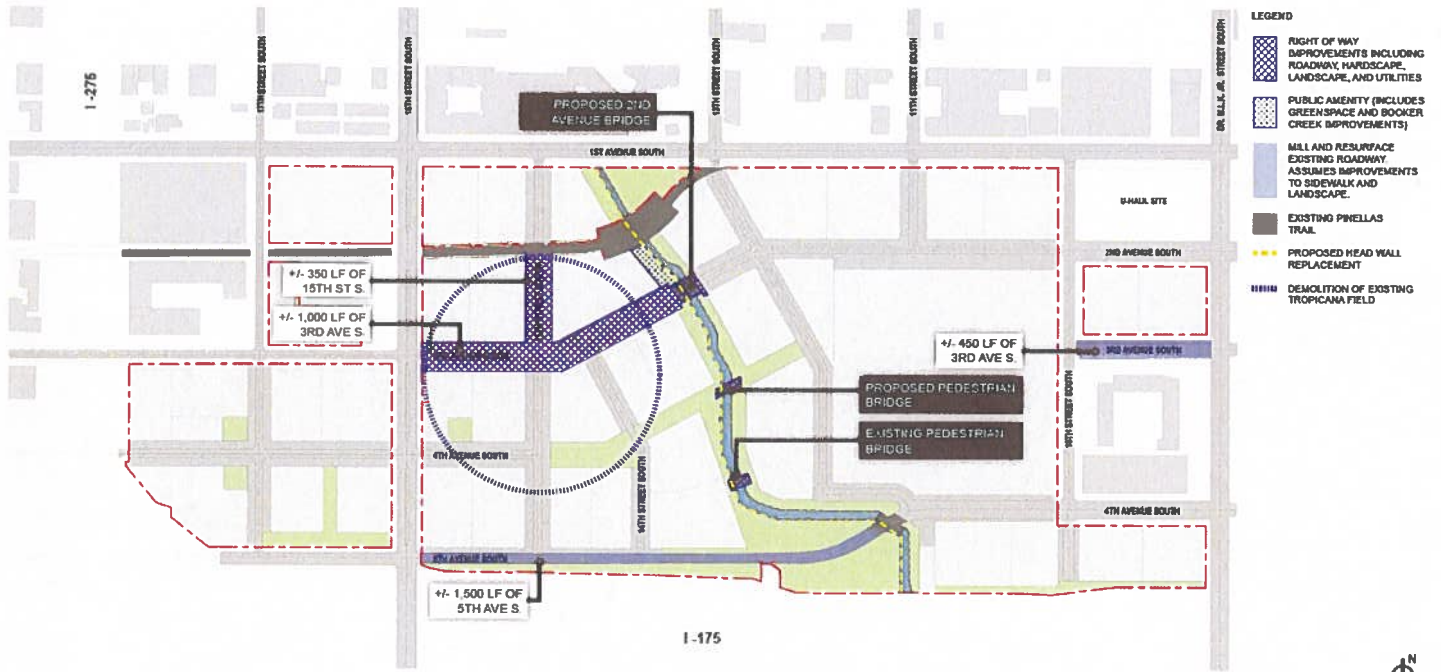 LEGEND
RIGHT OF WAY
IMPROVEMENTS INCLUDING
ROADWAY, HARDSCAPE,
LANDSCAPE, AND UTILITIES
PUBLIC AMENITY (INCLUDES
GREENSPACE AND BOOKER
CREEK IMPROVEMENTS)
MILL AND RESURFACE
EXISTING ROADWAY.
ASSUMES IMPROVEMENTS
TO SIDEWALK AND
LANDSCAPE.
EXISTING PINELLAS
TRAIL
PROPOSED HEAD WALL
REPLACEMENT
DEMOLITION OF EXISTING
TROPICANA FIELD
I -275
17TH STREET SOUTH
16TH STREET SOUTH
13TH STREET SOUTH
11TH STREET SOUTH
DR. M.L.K. JR. STREET SOUTH
PROPOSED 2ND
AVENUE BRIDGE
1ST AVENUE SOUTH
U-HAUL SITE
2ND AVENUE SOUTH
+/- 350 LF OF
15TH ST S.
+/- 1,000 LF OF
3RD AVE S.
+/- 450 LF OF
3RD AVE S.
3RD AVENUE SOUTH
PROPOSED PEDESTRIAN
BRIDGE
EXISTING PEDESTRIAN
BRIDGE
10TH STREET SOUTH
4TH AVENUE SOUTH
14TH STREET SOUTH
4TH AVENUE SOUTH
5TH AVENUE SOUTH
+/- 1,500 LF OF
5TH AVE S.
I -175
N